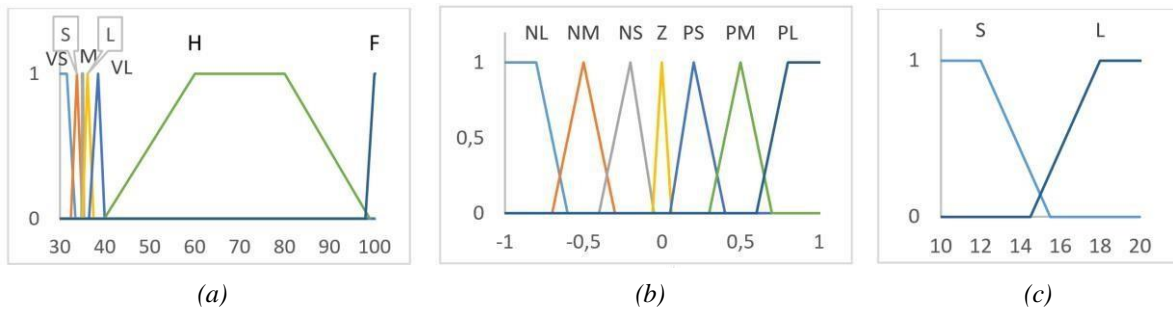 S L H F
VS M VL
1
0
30 40 50 60 70 80 90 100
(a)
NL NM NS Z PS PM PL
1
0,5
0
-1 -0,5 0 0,5 1
(b)
S L
1
0
10 12 14 16 18 20
(c)